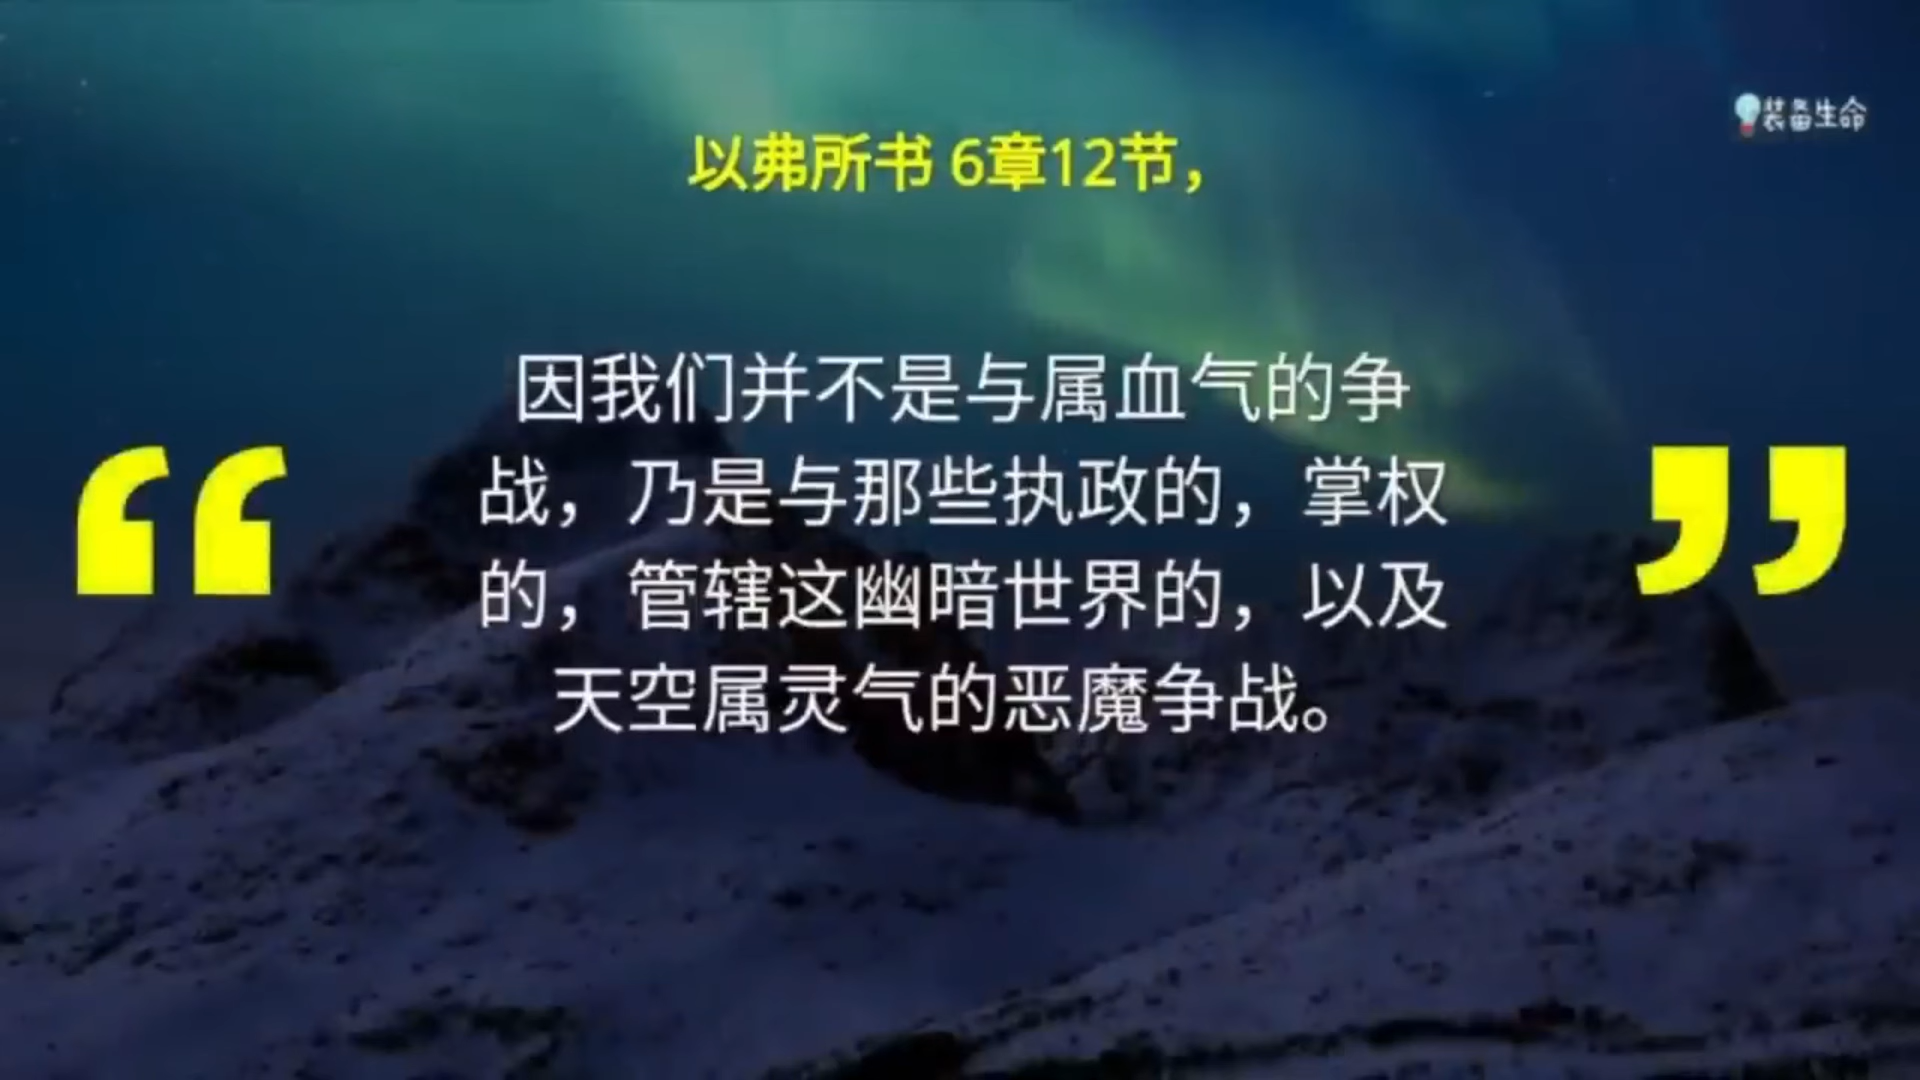 装备生命
以弗所书 6章12节，
“因我们并不是与属血气的争
战，乃是与那些执政的，掌权
的，管辖这幽暗世界的，以及
天空属灵气的恶魔争战。”